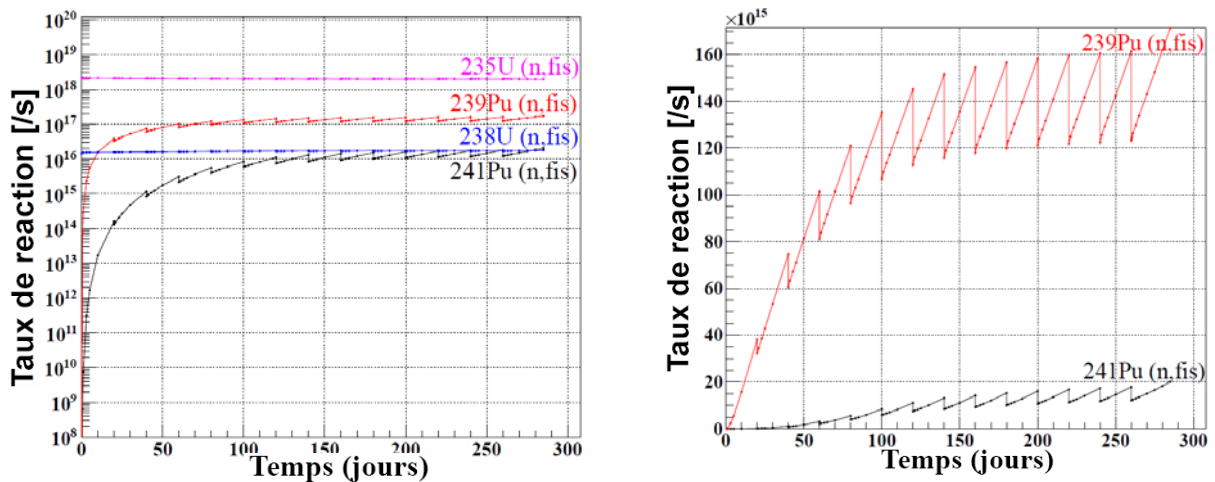 10^20
10^19
10^18
10^17
10^16
10^15
10^14
10^13
10^12
10^11
10^10
10^9
10^8
Taux de reaction [/s]
235U (n,fis)
239Pu (n,fis)
238U (n,fis)
241Pu (n,fis)
0 50 100 150 200 250 300
Temps (jours)
×10^15
160
140
120
100
80
60
40
20
0
Taux de reaction [/s]
239Pu (n,fis)
241Pu (n,fis)
0 50 100 150 200 250 300
Temps (jours)